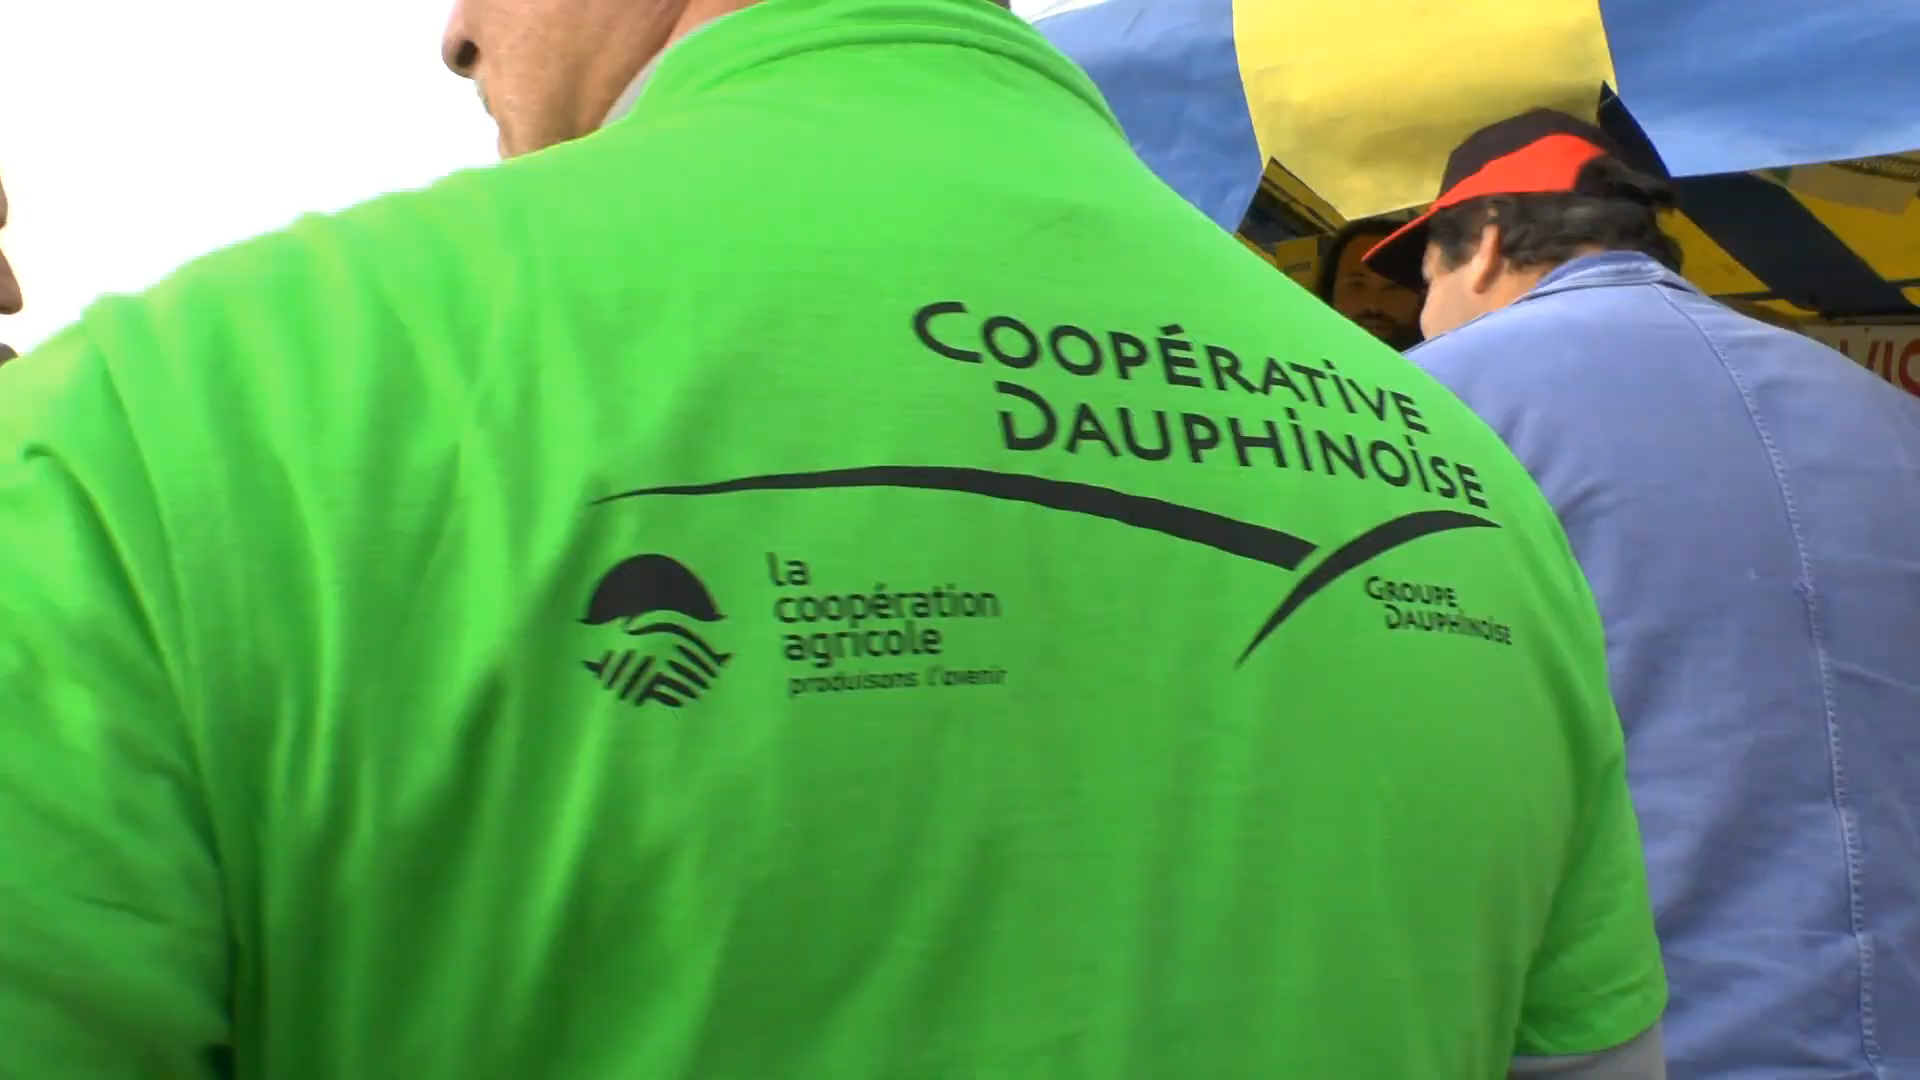 COOPÉRATIVE
DAUPHINOISE
la
coopération
agricole
produisons l'avenir
GROUPE
DAUPHINOISE